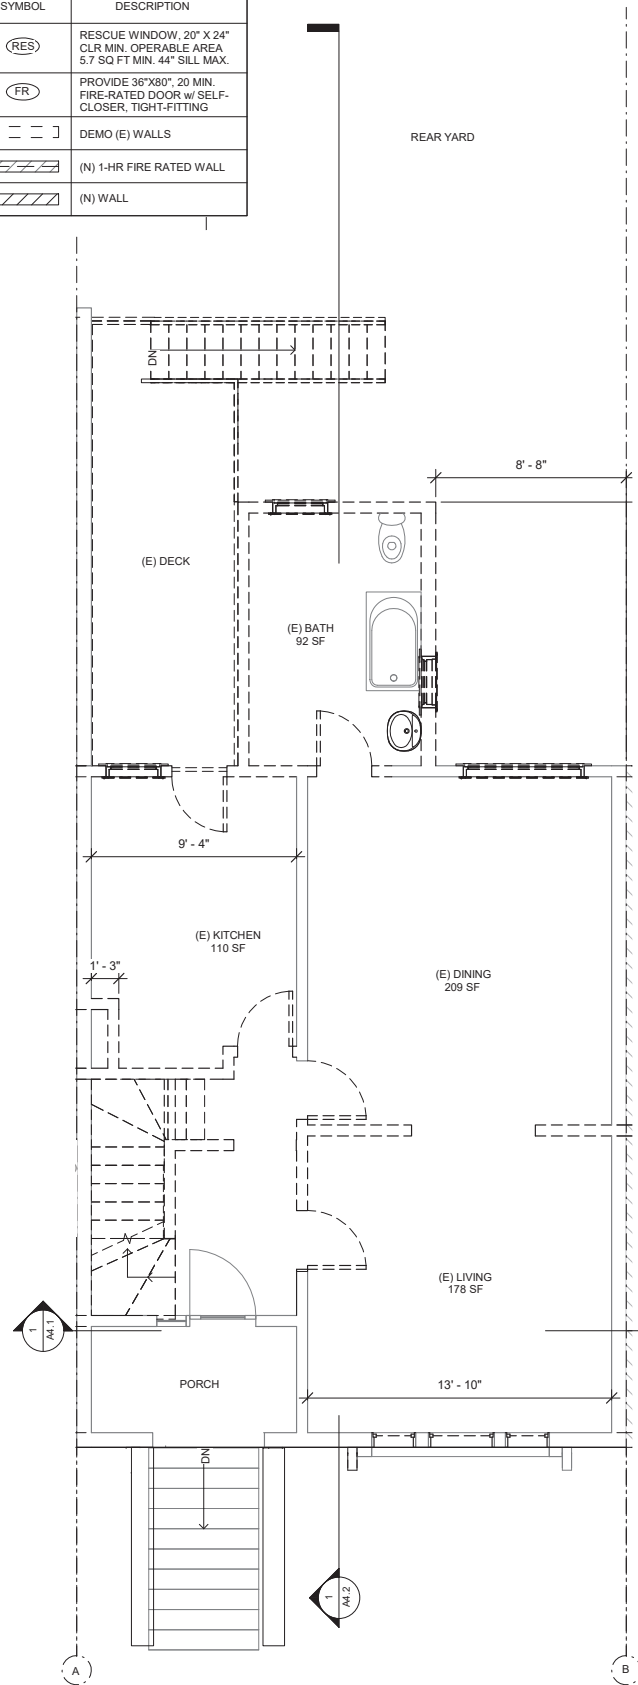 SYMBOL DESCRIPTION
RES
RESCUE WINDOW, 20" X 24"
CLR MIN. OPERABLE AREA
5.7 SQ FT MIN. 44" SILL MAX.
FR
PROVIDE 36"X80", 20 MIN.
FIRE-RATED DOOR w/ SELF-
CLOSER, TIGHT-FITTING
DEMO (E) WALLS
(N) 1-HR FIRE RATED WALL
(N) WALL
REAR YARD
DN
8' - 8"
(E) DECK
(E) BATH
92 SF
9' - 4"
(E) KITCHEN
110 SF
1' - 3"
(E) DINING
209 SF
(E) LIVING
178 SF
1
A4.1
PORCH
13' - 10"
DN
1
A4.2
A
B